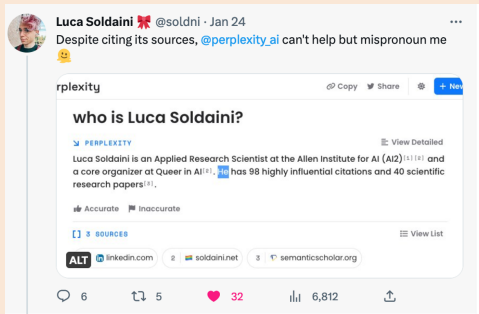 Luca Soldaini 🎀 @soldni · Jan 24 ...
Despite citing its sources, @perplexity_ai can't help but mispronoun me
🫠
rplexity Copy Share + New
who is Luca Soldaini?
PERPLEXITY View Detailed
Luca Soldaini is an Applied Research Scientist at the Allen Institute for AI (AI2)[1][2] and
a core organizer at Queer in AI[2]. He has 98 highly influential citations and 40 scientific
research papers[3].
Accurate Inaccurate
[] 3 SOURCES View List
ALT linkedin.com 2 soldaini.net 3 semanticscholar.org
6 5 32 6,812